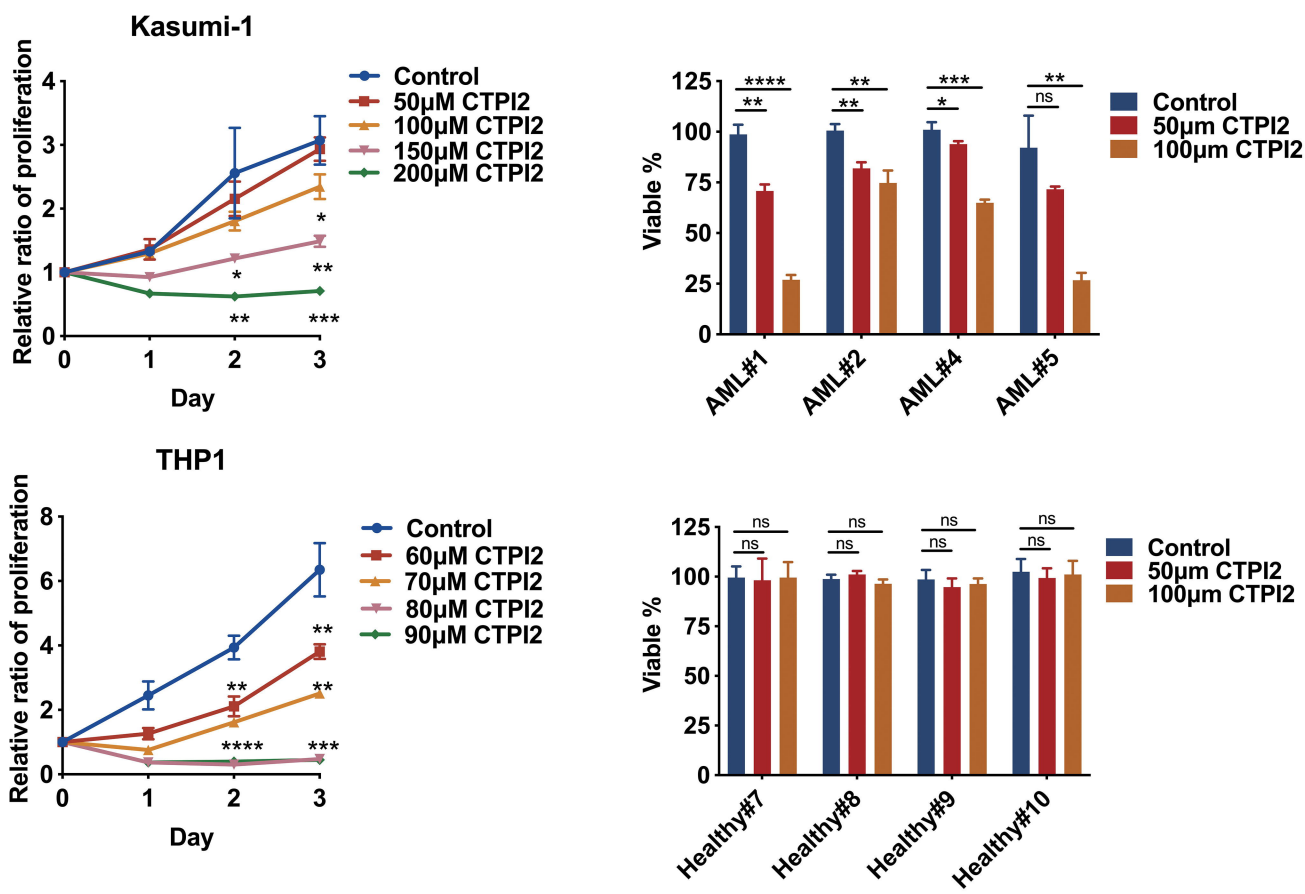 Kasumi-1
Relative ratio of proliferation
4
3
2
1
0
0 1 2 3
Day
Control
50μM CTPI2
100μM CTPI2
150μM CTPI2
200μM CTPI2
*
*
**
**
***
Viable %
125
100
75
50
25
0
**** ** *** **
** ** * ns
AML#1 AML#2 AML#4 AML#5
Control
50μm CTPI2
100μm CTPI2
THP1
Relative ratio of proliferation
8
6
4
2
0
0 1 2 3
Day
Control
60μM CTPI2
70μM CTPI2
80μM CTPI2
90μM CTPI2
**
** **
**** ***
Viable %
125
100
75
50
25
0
ns ns ns ns
ns ns ns ns
Healthy#7 Healthy#8 Healthy#9 Healthy#10
Control
50μm CTPI2
100μm CTPI2